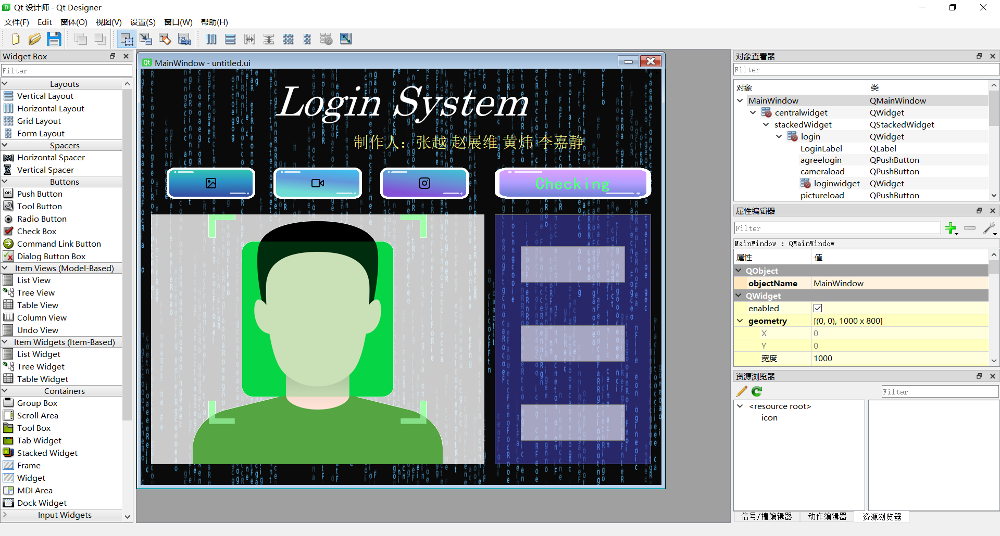 Qt 设计师 - Qt Designer
文件(F) Edit 窗体(O) 视图(V) 设置(S) 窗口(W) 帮助(H)
Widget Box
Filter
Layouts
Vertical Layout
Horizontal Layout
Grid Layout
Form Layout
Spacers
Horizontal Spacer
Vertical Spacer
Buttons
Push Button
Tool Button
Radio Button
Check Box
Command Link Button
Dialog Button Box
Item Views (Model-Based)
List View
Tree View
Table View
Column View
Undo View
Item Widgets (Item-Based)
List Widget
Tree Widget
Table Widget
Containers
Group Box
Scroll Area
Tool Box
Tab Widget
Stacked Widget
Frame
Widget
MDI Area
Dock Widget
Input Widgets
MainWindow - untitled.ui
Login System
制作人：张越 赵展维 黄炜 李嘉静
Checking
对象查看器
Filter
对象 类
MainWindow QMainWindow
centralwidget QWidget
stackedWidget QStackedWidget
login QWidget
LoginLabel QLabel
agreelogin QPushButton
cameraload QPushButton
loginwidget QWidget
pictureload QPushButton
属性编辑器
Filter
MainWindow : QMainWindow
属性 值
QObject
objectName MainWindow
QWidget
enabled
geometry [(0, 0), 1000 x 800]
X 0
Y 0
宽度 1000
资源浏览器
Filter
<resource root>
icon
信号/槽编辑器 动作编辑器 资源浏览器